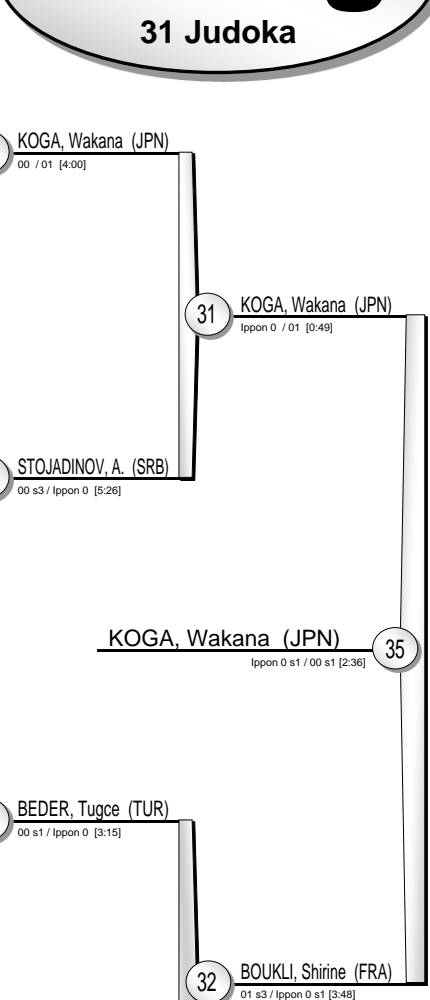 31 Judoka
KOGA, Wakana (JPN)
00 / 01 [4:00]
31
KOGA, Wakana (JPN)
Ippon 0 / 01 [0:49]
STOJADINOV, A. (SRB)
00 s3 / Ippon 0 [5:26]
KOGA, Wakana (JPN)
35
Ippon 0 s1 / 00 s1 [2:36]
BEDER, Tugce (TUR)
00 s1 / Ippon 0 [3:15]
32
BOUKLI, Shirine (FRA)
01 s3 / Ippon 0 s1 [3:48]